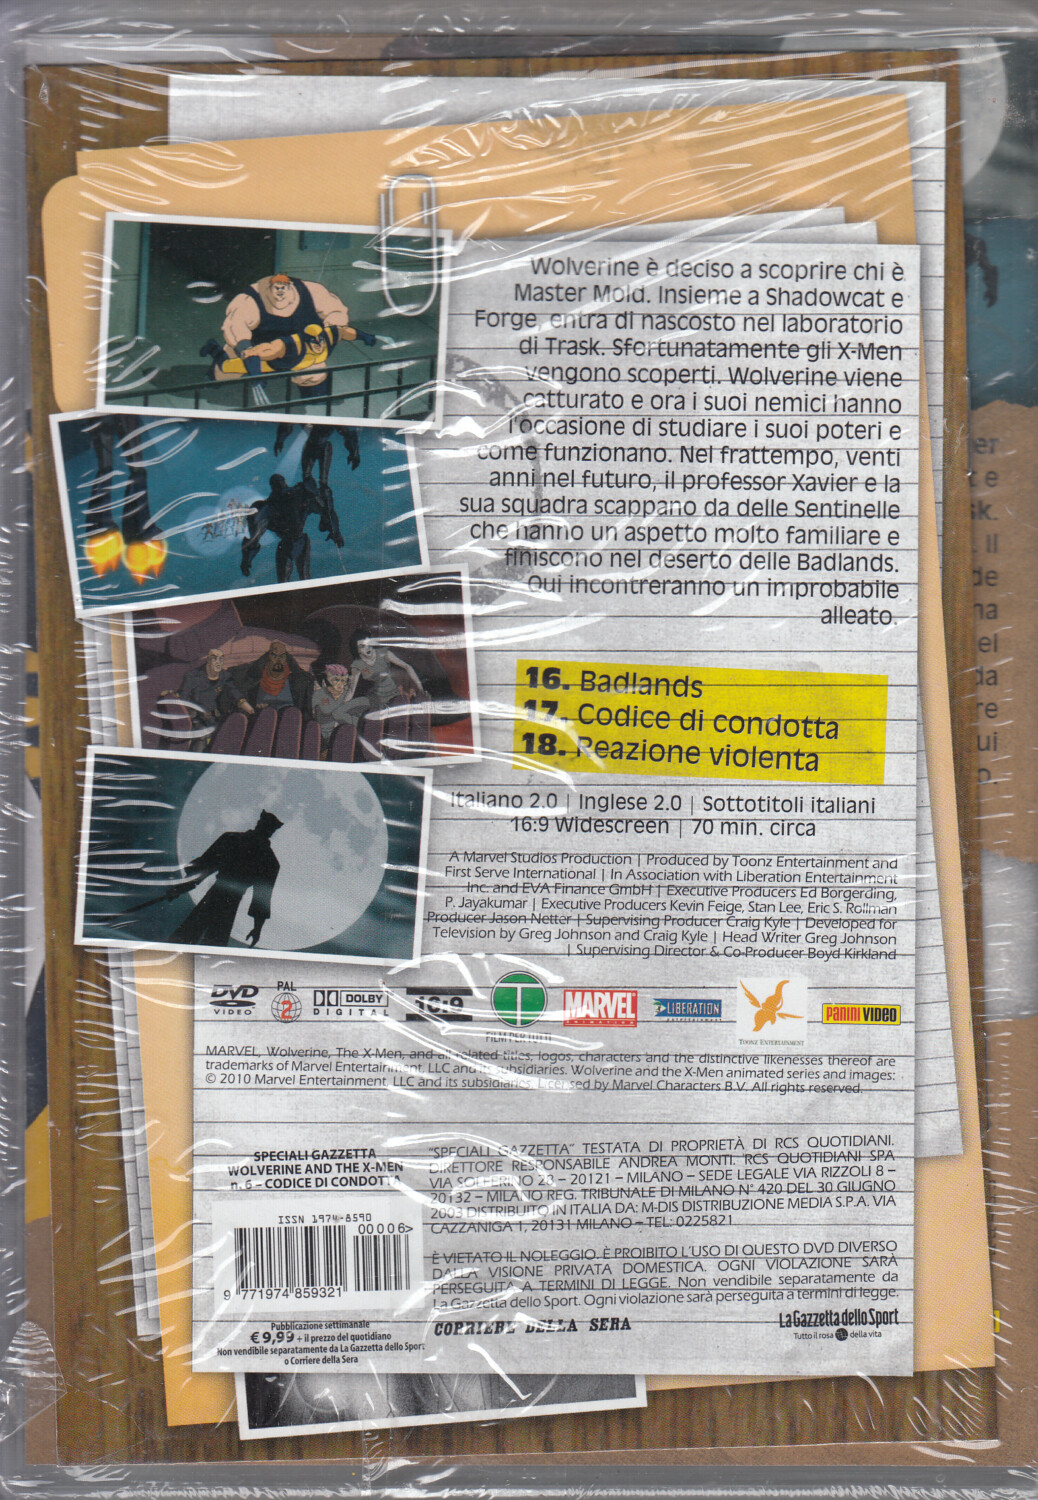 Wolverine è deciso a scoprire chi è
Master Mold. Insieme a Shadowcat e
Forge, entra di nascosto nel laboratorio
di Trask. Sfortunatamente gli X-Men
vengono scoperti. Wolverine viene
catturato e ora i suoi nemici hanno
l'occasione di studiare i suoi poteri e
come funzionano. Nel frattempo, venti
anni nel futuro, il professor Xavier e la
sua squadra scappano da delle Sentinelle
che hanno un aspetto molto familiare e
finiscono nel deserto delle Badlands.
Qui incontreranno un improbabile
alleato.
16. Badlands
17. Codice di condotta
18. Reazione violenta
Italiano 2.0 | Inglese 2.0 | Sottotitoli italiani
16:9 Widescreen | 70 min. circa
A Marvel Studios Production | Produced by Toonz Entertainment and
First Serve International | In Association with Liberation Entertainment
Inc. and EVA Finance GmbH | Executive Producers Ed Borgerding,
P. Jayakumar | Executive Producers Kevin Feige, Stan Lee, Eric S. Rollman
Producer Jason Netter | Supervising Producer Craig Kyle | Developed for
Television by Greg Johnson and Craig Kyle | Head Writer Greg Johnson
| Supervising Director & Co-Producer Boyd Kirkland
DVD VIDEO
PAL 2
DOLBY DIGITAL
16:9
T
FILM PER TUTTI
MARVEL ANIMATION
LIBERATION entertainment
TOONZ ENTERTAINMENT
PANINI VIDEO
MARVEL, Wolverine, The X-Men, and all related titles, logos, characters and the distinctive likenesses thereof are
trademarks of Marvel Entertainment, LLC and its subsidiaries. Wolverine and the X-Men animated series and images:
© 2010 Marvel Entertainment, LLC and its subsidiaries. Licensed by Marvel Characters B.V. All rights reserved.
SPECIALI GAZZETTA
WOLVERINE AND THE X-MEN
n. 6 – CODICE DI CONDOTTA
ISSN 1974-8590
00006>
9 771974 859321
Pubblicazione settimanale
€ 9,99 + il prezzo del quotidiano
Non vendibile separatamente da La Gazzetta dello Sport
o Corriere della Sera
"SPECIALI GAZZETTA" TESTATA DI PROPRIETÀ DI RCS QUOTIDIANI.
DIRETTORE RESPONSABILE ANDREA MONTI. RCS QUOTIDIANI SPA
VIA SOLFERINO 28 – 20121 – MILANO – SEDE LEGALE VIA RIZZOLI 8 –
20132 – MILANO REG. TRIBUNALE DI MILANO N° 420 DEL 30 GIUGNO
2003 DISTRIBUITO IN ITALIA DA: M-DIS DISTRIBUZIONE MEDIA S.P.A. VIA
CAZZANIGA 1, 20131 MILANO – TEL: 0225821
È VIETATO IL NOLEGGIO. È PROIBITO L'USO DI QUESTO DVD DIVERSO
DALLA VISIONE PRIVATA DOMESTICA. OGNI VIOLAZIONE SARÀ
PERSEGUITA A TERMINI DI LEGGE. Non vendibile separatamente da
La Gazzetta dello Sport. Ogni violazione sarà perseguita a termini di legge.
CORRIERE DELLA SERA
La Gazzetta dello Sport
Tutto il rosa della vita